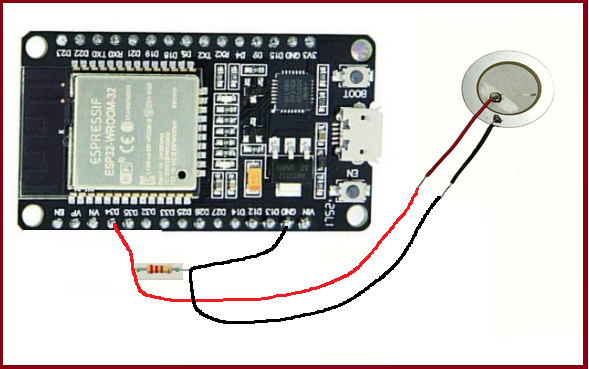 D23 D22 TX0 RX0 D21 D19 D18 D5 TX2 RX2 D4 D2 D15 GND 3V3
BOOT
ESPRESSIF
ESP32-WROOM-32
CE
EN
EN VP VN D34 D35 D32 D33 D25 D26 D27 D14 D12 D13 GND VIN